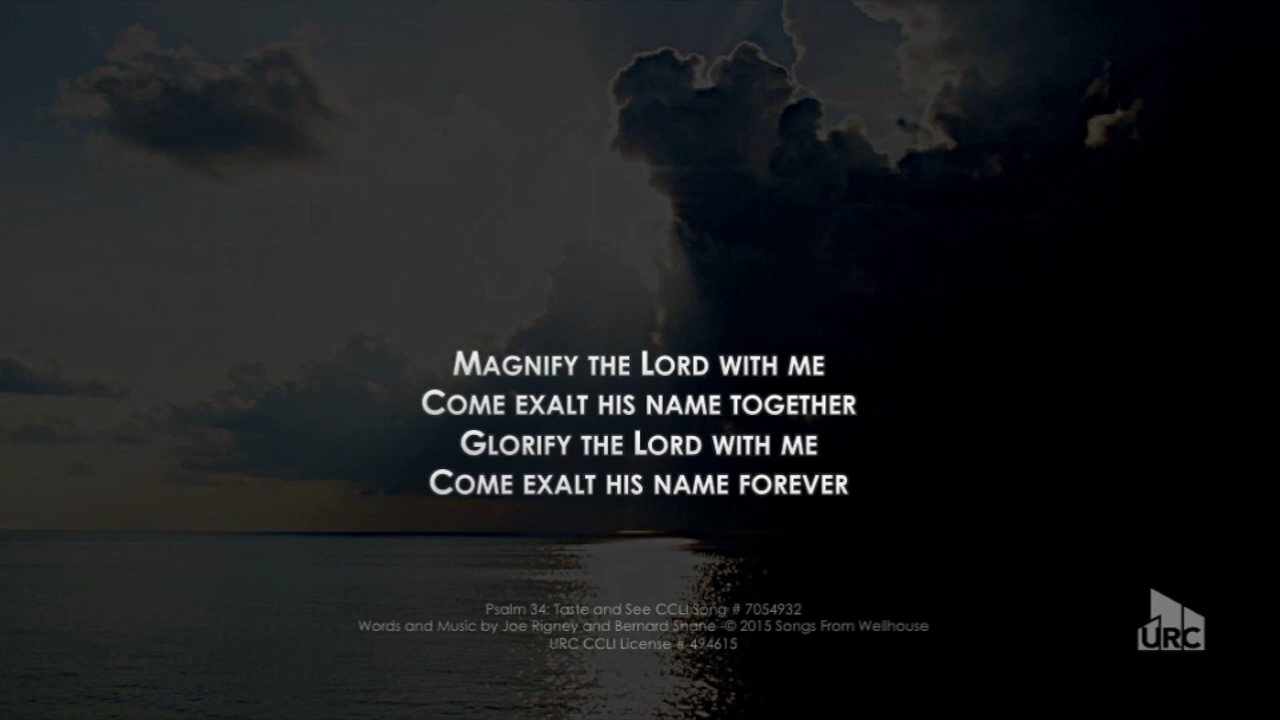 Magnify the Lord with me
Come exalt his name together
Glorify the Lord with me
Come exalt his name forever
Psalm 34: Taste and See CCLI Song # 7054932
Words and Music by Joe Rigney and Bernard Shane © 2015 Songs From Wellhouse
URC CCLI License # 494615
URC